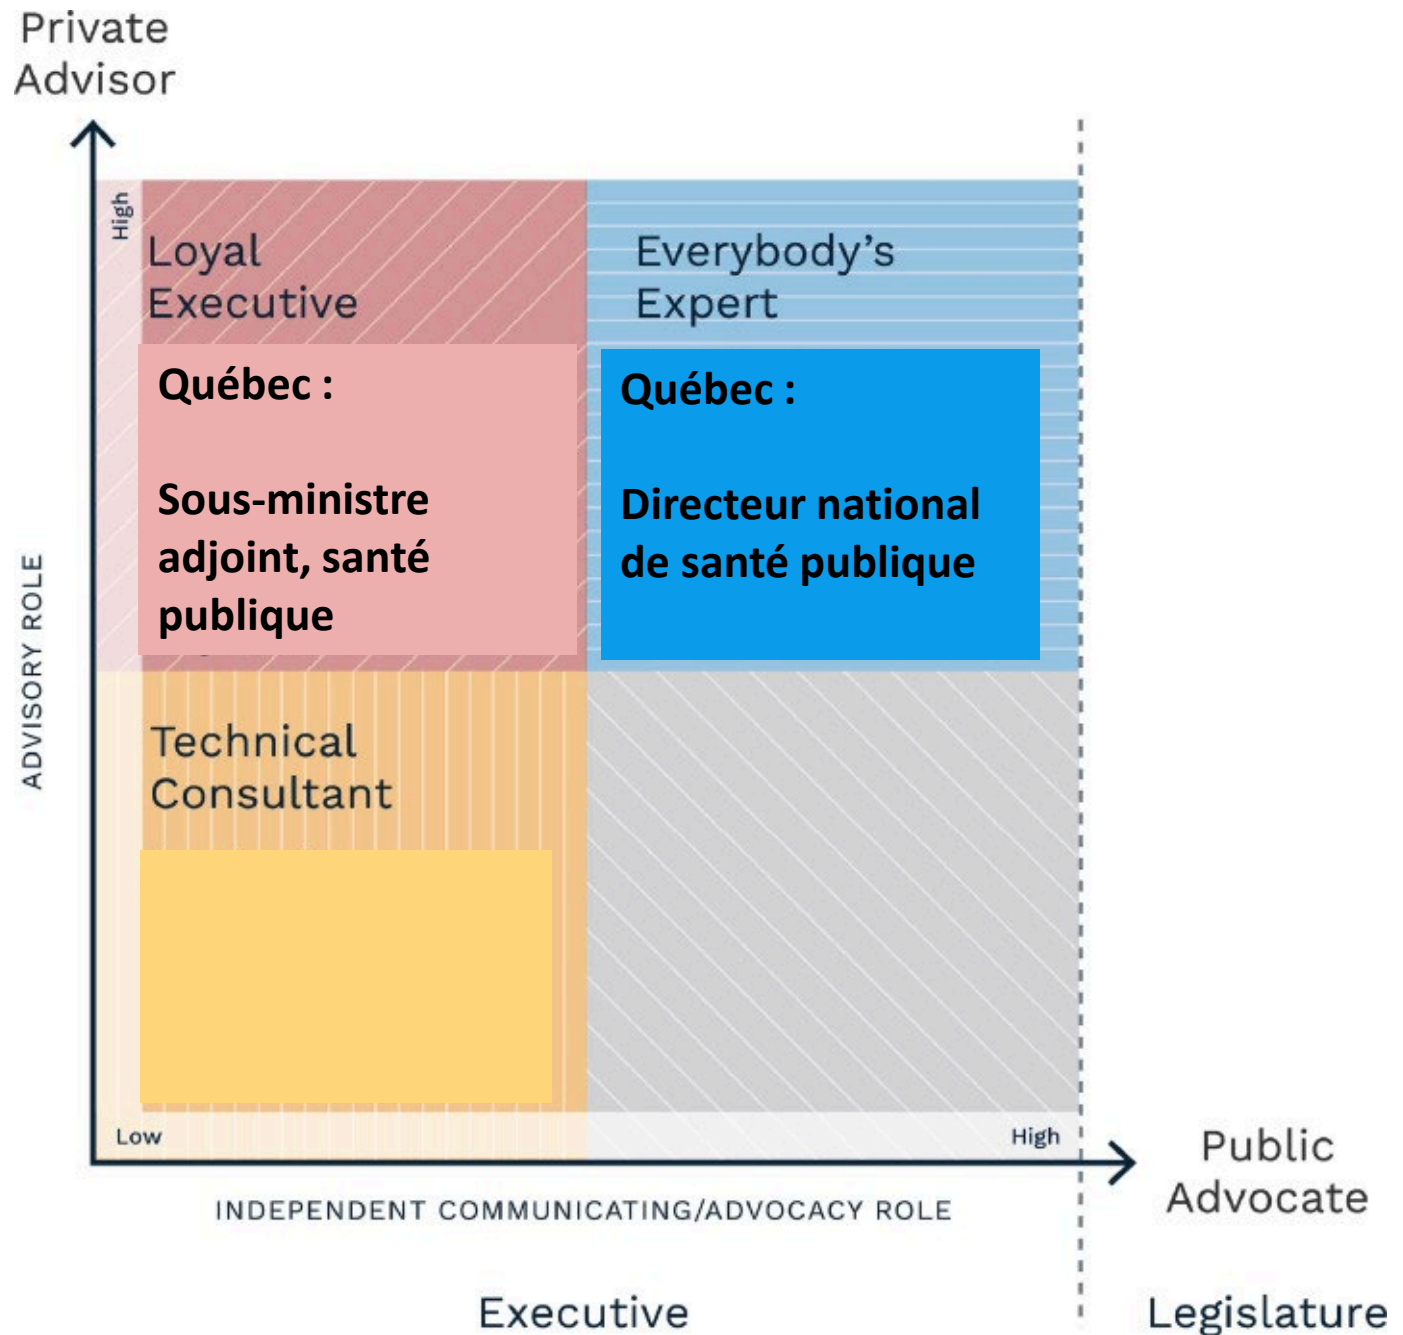 Private
Advisor
High
Loyal
Executive
Everybody's
Expert
Québec :
Sous-ministre
adjoint, santé
publique
Québec :
Directeur national
de santé publique
ADVISORY ROLE
Technical
Consultant
Low
High
Public
Advocate
INDEPENDENT COMMUNICATING/ADVOCACY ROLE
Executive
Legislature